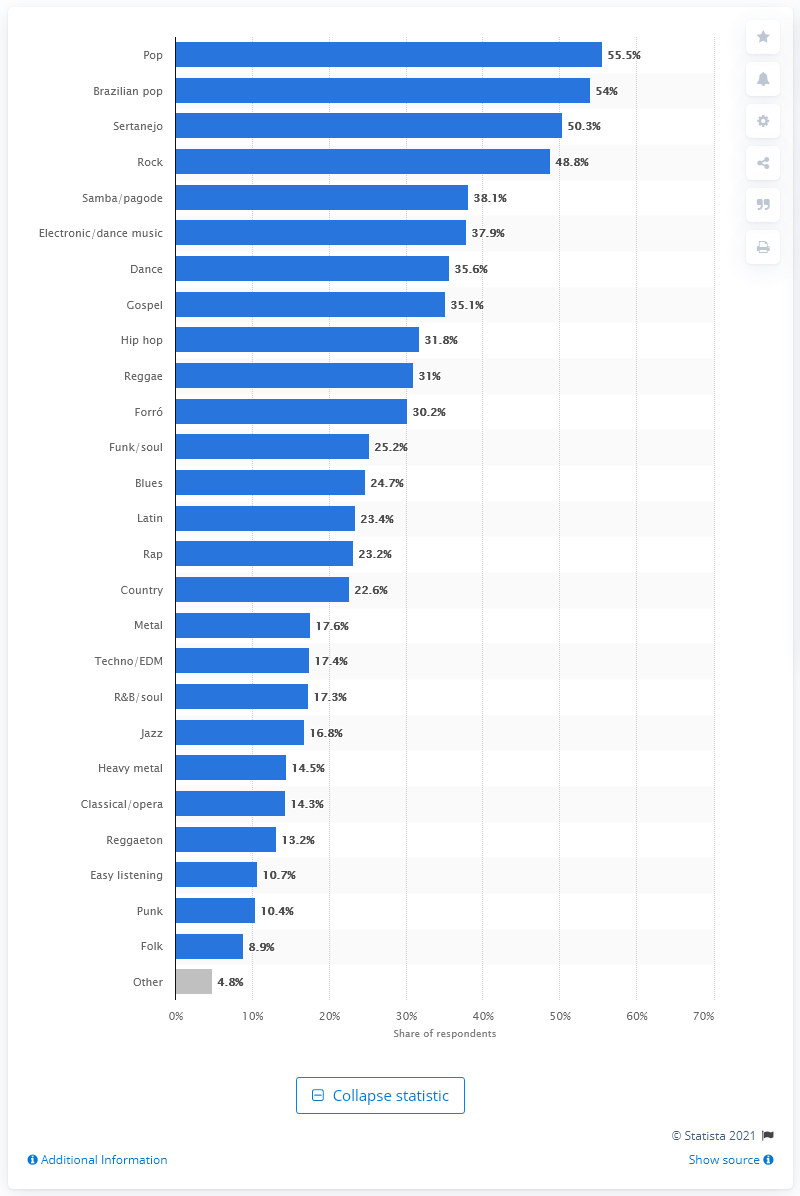 Pop 55.5%
Brazilian pop 54%
Sertanejo 50.3%
Rock 48.8%
Samba/pagode 38.1%
Electronic/dance music 37.9%
Dance 35.6%
Gospel 35.1%
Hip hop 31.8%
Reggae 31%
Forró 30.2%
Funk/soul 25.2%
Blues 24.7%
Latin 23.4%
Rap 23.2%
Country 22.6%
Metal 17.6%
Techno/EDM 17.4%
R&B/soul 17.3%
Jazz 16.8%
Heavy metal 14.5%
Classical/opera 14.3%
Reggaeton 13.2%
Easy listening 10.7%
Punk 10.4%
Folk 8.9%
Other 4.8%
0% 10% 20% 30% 40% 50% 60% 70%
Share of respondents
Collapse statistic
© Statista 2021
Additional Information Show source